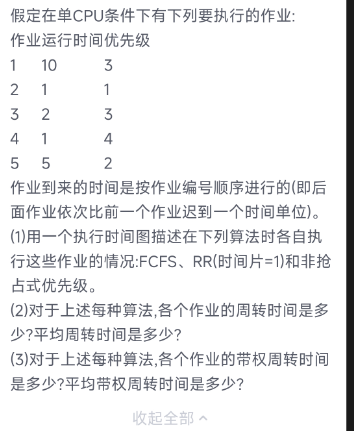 假定在单CPU条件下有下列要执行的作业:
作业运行时间优先级
1 10 3
2 1 1
3 2 3
4 1 4
5 5 2
作业到来的时间是按作业编号顺序进行的(即后
面作业依次比前一个作业迟到一个时间单位)。
(1)用一个执行时间图描述在下列算法时各自执
行这些作业的情况:FCFS、RR(时间片=1)和非抢
占式优先级。
(2)对于上述每种算法,各个作业的周转时间是多
少?平均周转时间是多少?
(3)对于上述每种算法,各个作业的带权周转时间
是多少?平均带权周转时间是多少?
收起全部